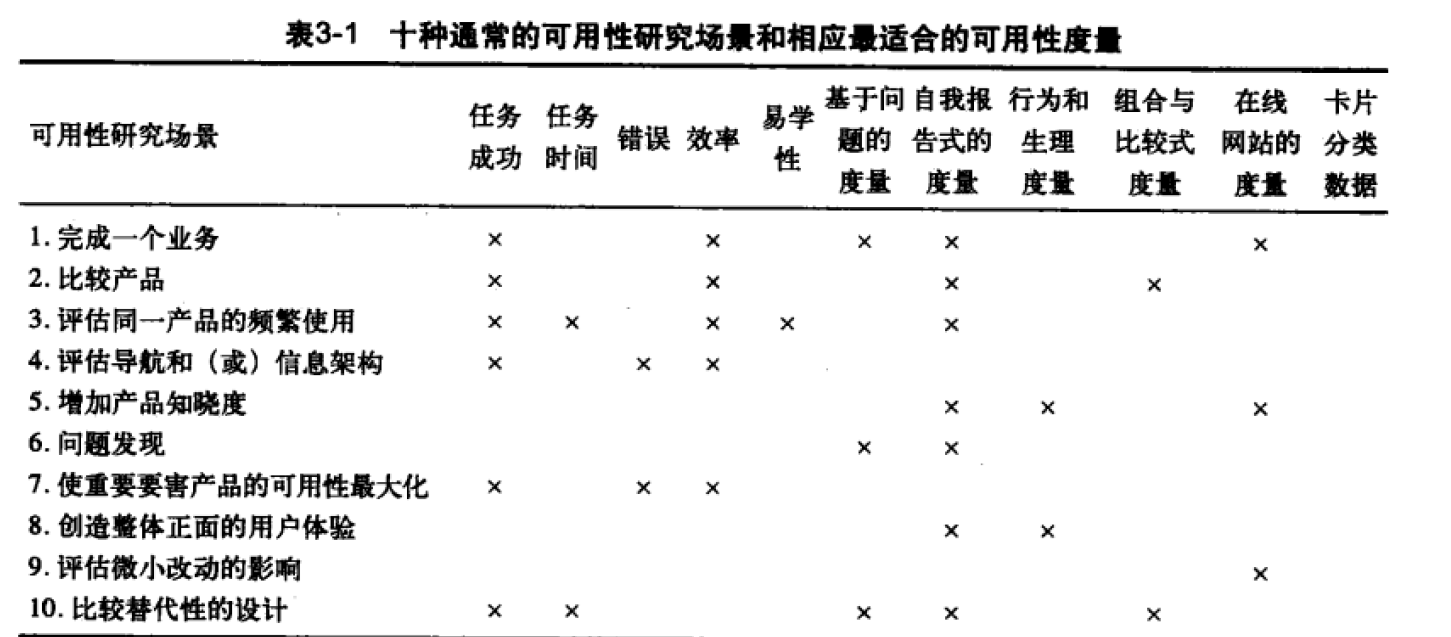 表3-1 十种通常的可用性研究场景和相应最适合的可用性度量
可用性研究场景 任务成功 任务时间 错误 效率 易学性 基于问题的度量 自我报告式的度量 行为和生理度量 组合与比较式度量 在线网站的度量 卡片分类数据
1. 完成一个业务 × × × × ×
2. 比较产品 × × × ×
3. 评估同一产品的频繁使用 × × × × ×
4. 评估导航和（或）信息架构 × × ×
5. 增加产品知晓度 × × ×
6. 问题发现 × ×
7. 使重要要害产品的可用性最大化 × × ×
8. 创造整体正面的用户体验 × ×
9. 评估微小改动的影响 ×
10. 比较替代性的设计 × × × × ×